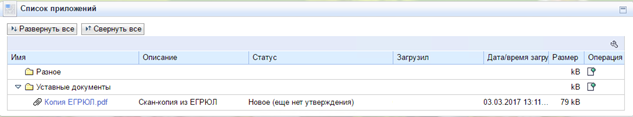 Список приложений
Развернуть все Свернуть все
Имя Описание Статус Загрузил Дата/время загру Размер Операция
Разное kB
Уставные документы kB
Копия ЕГРЮЛ.pdf Скан-копия из ЕГРЮЛ Новое (еще нет утверждения) 03.03.2017 13:11... 79 kB